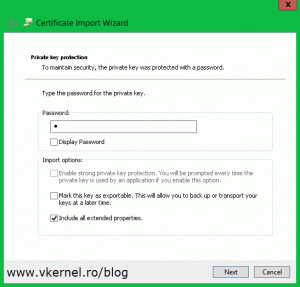 Certificate Import Wizard
Private key protection
To maintain security, the private key was protected with a password.
Type the password for the private key.
Password:
Display Password
Import options:
Enable strong private key protection. You will be prompted every time the
private key is used by an application if you enable this option.
Mark this key as exportable. This will allow you to back up or transport your
keys at a later time.
Include all extended properties.
www.vkernel.ro/blog
Next
Cancel